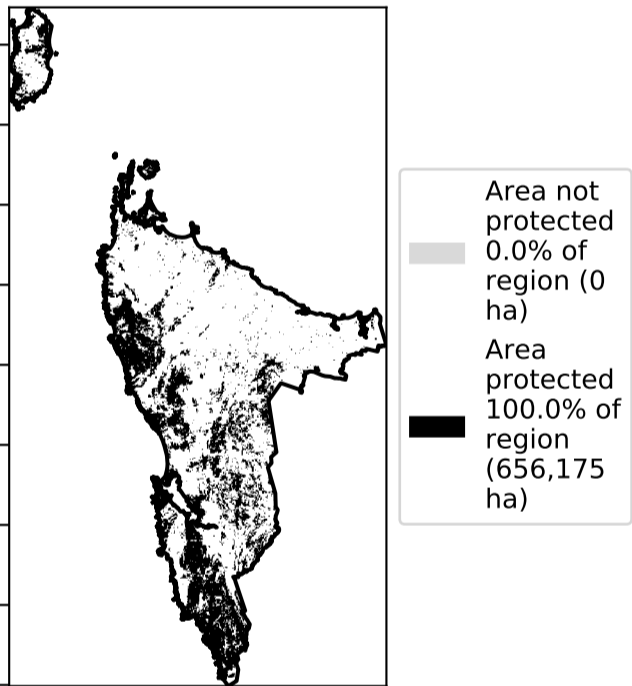 Area not
protected
0.0% of
region (0
ha)
Area
protected
100.0% of
region
(656,175
ha)